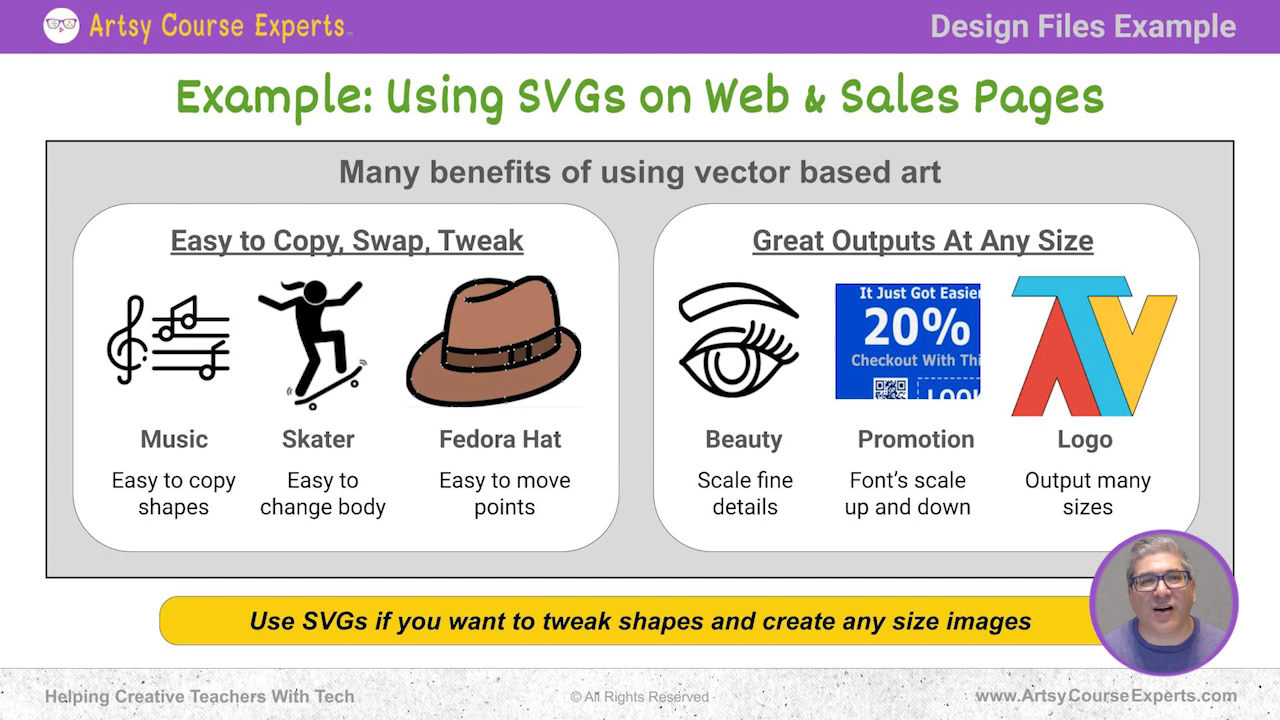 Artsy Course Experts
Design Files Example
Example: Using SVGs on Web & Sales Pages
Many benefits of using vector based art
Easy to Copy, Swap, Tweak
Music
Easy to copy
shapes
Skater
Easy to
change body
Fedora Hat
Easy to move
points
Great Outputs At Any Size
Beauty
Scale fine
details
It Just Got Easier
20%
Checkout With Thi
LOOK
Promotion
Font's scale
up and down
ATV
Logo
Output many
sizes
Use SVGs if you want to tweak shapes and create any size images
Helping Creative Teachers With Tech
© All Rights Reserved
www.ArtsyCourseExperts.com